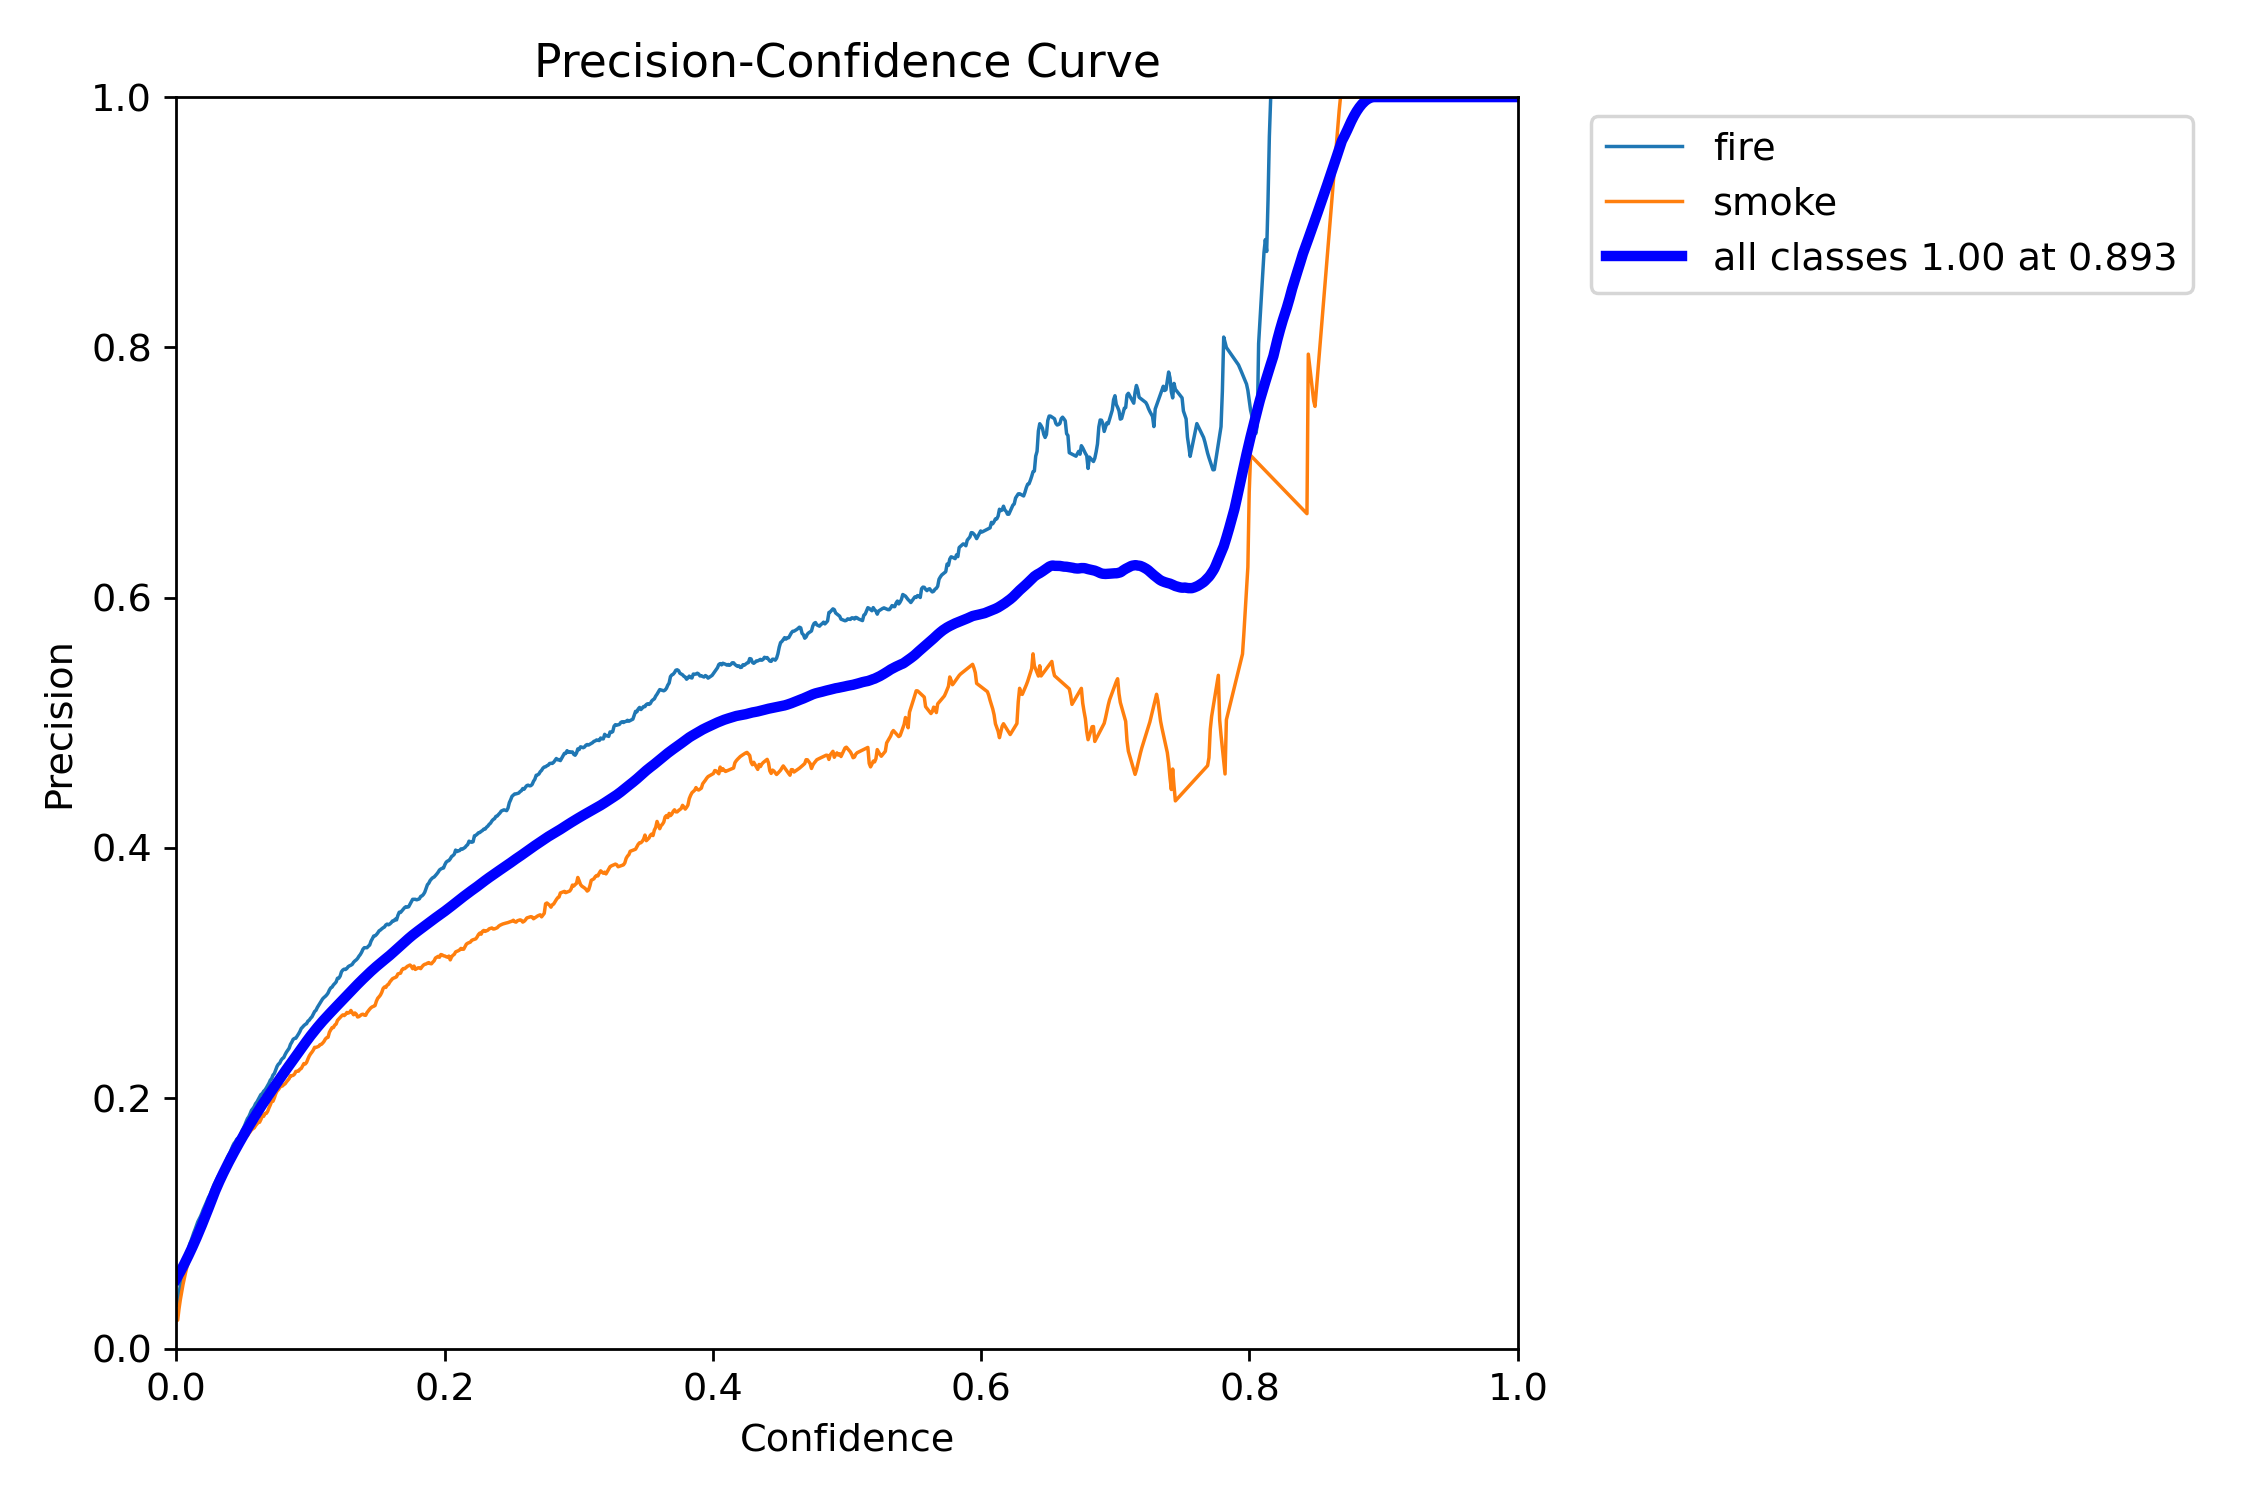 Precision-Confidence Curve
1.0
0.8
0.6
0.4
0.2
0.0
Precision
0.0 0.2 0.4 0.6 0.8 1.0
Confidence
fire
smoke
all classes 1.00 at 0.893